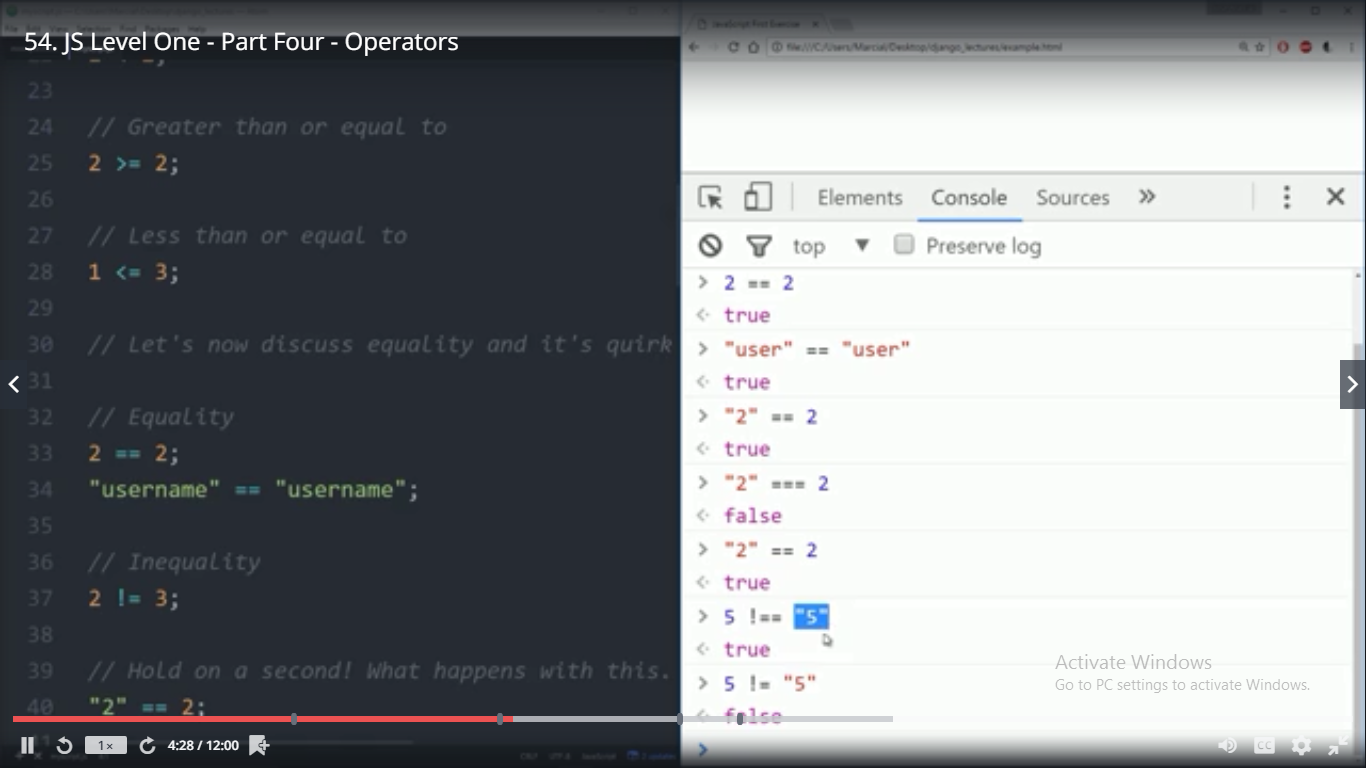 54. JS Level One - Part Four - Operators
JavaScript First Exercise
file:///C:/Users/Marcial/Desktop/django_lectures/example.html
23
24 // Greater than or equal to
25 2 >= 2;
26
27 // Less than or equal to
28 1 <= 3;
29
30 // Let's now discuss equality and it's quirk
31
32 // Equality
33 2 == 2;
34 "username" == "username";
35
36 // Inequality
37 2 != 3;
38
39 // Hold on a second! What happens with this.
40 "2" == 2;
Elements Console Sources
top Preserve log
> 2 == 2
true
> "user" == "user"
true
> "2" == 2
true
> "2" === 2
false
> "2" == 2
true
> 5 !== "5"
true
> 5 != "5"
false
>
Activate Windows
Go to PC settings to activate Windows.
1x 4:28 / 12:00
CC